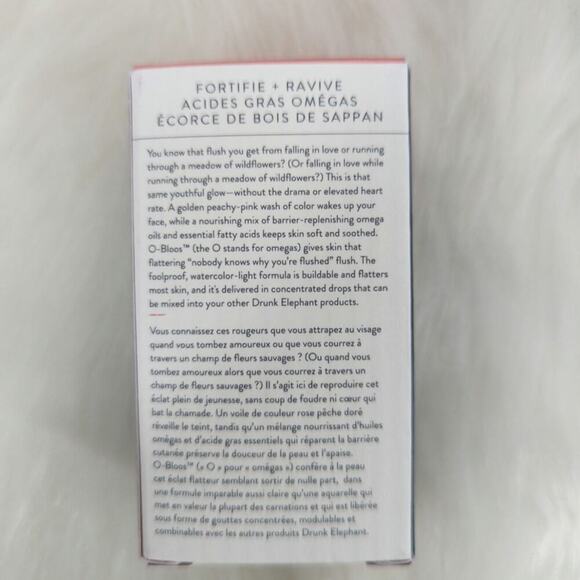 FORTIFIE + RAVIVE
ACIDES GRAS OMÉGAS
ÉCORCE DE BOIS DE SAPPAN
You know that flush you get from falling in love or running
through a meadow of wildflowers? (Or falling in love while
running through a meadow of wildflowers?) This is that
same youthful glow—without the drama or elevated heart
rate. A golden peachy-pink wash of color wakes up your
face, while a nourishing mix of barrier-replenishing omega
oils and essential fatty acids keeps skin soft and soothed.
O-Bloos™ (the O stands for omegas) gives skin that
flattering "nobody knows why you're flushed" flush. The
foolproof, watercolor-light formula is buildable and flatters
most skin, and it's delivered in concentrated drops that can
be mixed into your other Drunk Elephant products.
Vous connaissez ces rougeurs que vous attrapez au visage
quand vous tombez amoureux ou que vous courrez à
travers un champ de fleurs sauvages ? (Ou quand vous
tombez amoureux alors que vous courrez à travers un
champ de fleurs sauvages ?) Il s'agit ici de reproduire cet
éclat plein de jeunesse, sans coup de foudre ni cœur qui
bat la chamade. Un voile de couleur rose pêche doré
réveille le teint, tandis qu'un mélange nourrissant d'huiles
omégas et d'acide gras essentiels qui réparent la barrière
cutanée préserve la douceur de la peau et l'apaise.
O-Bloos™ (« O » pour « omégas ») confère à la peau
cet éclat flatteur semblant sortir de nulle part, dans
une formule imparable aussi claire qu'une aquarelle qui
met en valeur la plupart des carnations et qui est libérée
sous forme de gouttes concentrées, modulables et
combinables avec les autres produits Drunk Elephant.